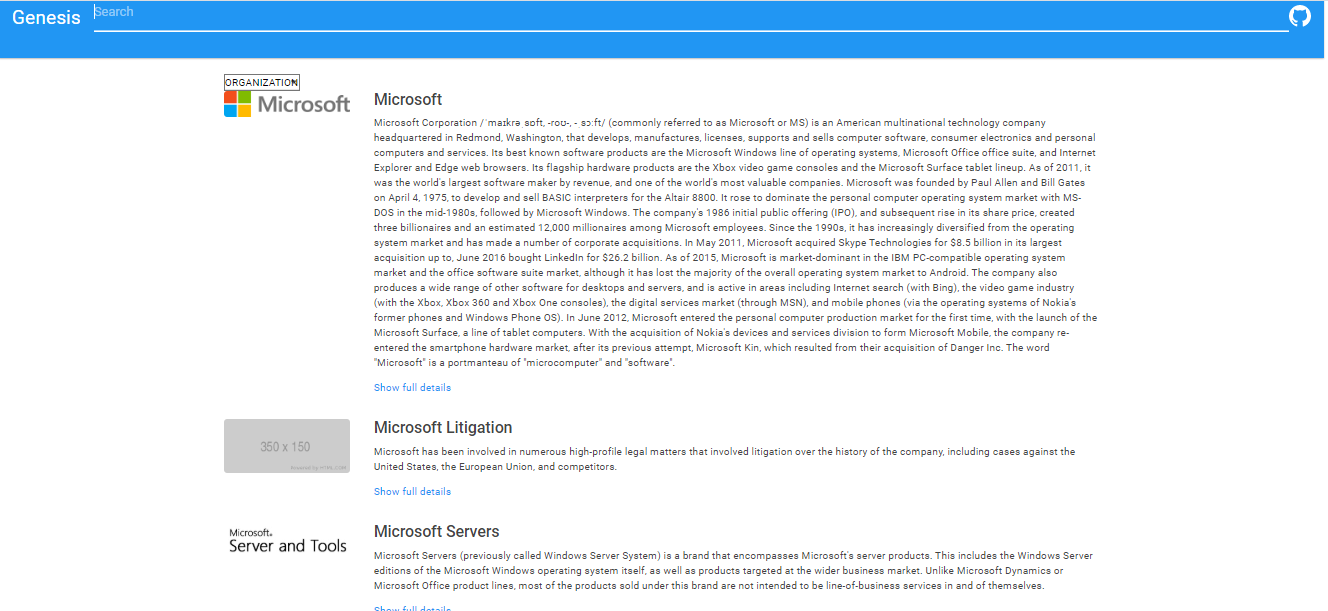 Genesis
Search
ORGANIZATION
Microsoft
Microsoft
Microsoft Corporation /ˈmaɪkrəˌsɒft, -roʊ-, -ˌsɔːft/ (commonly referred to as Microsoft or MS) is an American multinational technology company
headquartered in Redmond, Washington, that develops, manufactures, licenses, supports and sells computer software, consumer electronics and personal
computers and services. Its best known software products are the Microsoft Windows line of operating systems, Microsoft Office office suite, and Internet
Explorer and Edge web browsers. Its flagship hardware products are the Xbox video game consoles and the Microsoft Surface tablet lineup. As of 2011, it
was the world's largest software maker by revenue, and one of the world's most valuable companies. Microsoft was founded by Paul Allen and Bill Gates
on April 4, 1975, to develop and sell BASIC interpreters for the Altair 8800. It rose to dominate the personal computer operating system market with MS-
DOS in the mid-1980s, followed by Microsoft Windows. The company's 1986 initial public offering (IPO), and subsequent rise in its share price, created
three billionaires and an estimated 12,000 millionaires among Microsoft employees. Since the 1990s, it has increasingly diversified from the operating
system market and has made a number of corporate acquisitions. In May 2011, Microsoft acquired Skype Technologies for $8.5 billion in its largest
acquisition up to, June 2016 bought LinkedIn for $26.2 billion. As of 2015, Microsoft is market-dominant in the IBM PC-compatible operating system
market and the office software suite market, although it has lost the majority of the overall operating system market to Android. The company also
produces a wide range of other software for desktops and servers, and is active in areas including Internet search (with Bing), the video game industry
(with the Xbox, Xbox 360 and Xbox One consoles), the digital services market (through MSN), and mobile phones (via the operating systems of Nokia's
former phones and Windows Phone OS). In June 2012, Microsoft entered the personal computer production market for the first time, with the launch of the
Microsoft Surface, a line of tablet computers. With the acquisition of Nokia's devices and services division to form Microsoft Mobile, the company re-
entered the smartphone hardware market, after its previous attempt, Microsoft Kin, which resulted from their acquisition of Danger Inc. The word
"Microsoft" is a portmanteau of "microcomputer" and "software".
Show full details
350 x 150
Powered by HTML.COM
Microsoft Litigation
Microsoft has been involved in numerous high-profile legal matters that involved litigation over the history of the company, including cases against the
United States, the European Union, and competitors.
Show full details
Microsoft.
Server and Tools
Microsoft Servers
Microsoft Servers (previously called Windows Server System) is a brand that encompasses Microsoft's server products. This includes the Windows Server
editions of the Microsoft Windows operating system itself, as well as products targeted at the wider business market. Unlike Microsoft Dynamics or
Microsoft Office product lines, most of the products sold under this brand are not intended to be line-of-business services in and of themselves.
Show full details